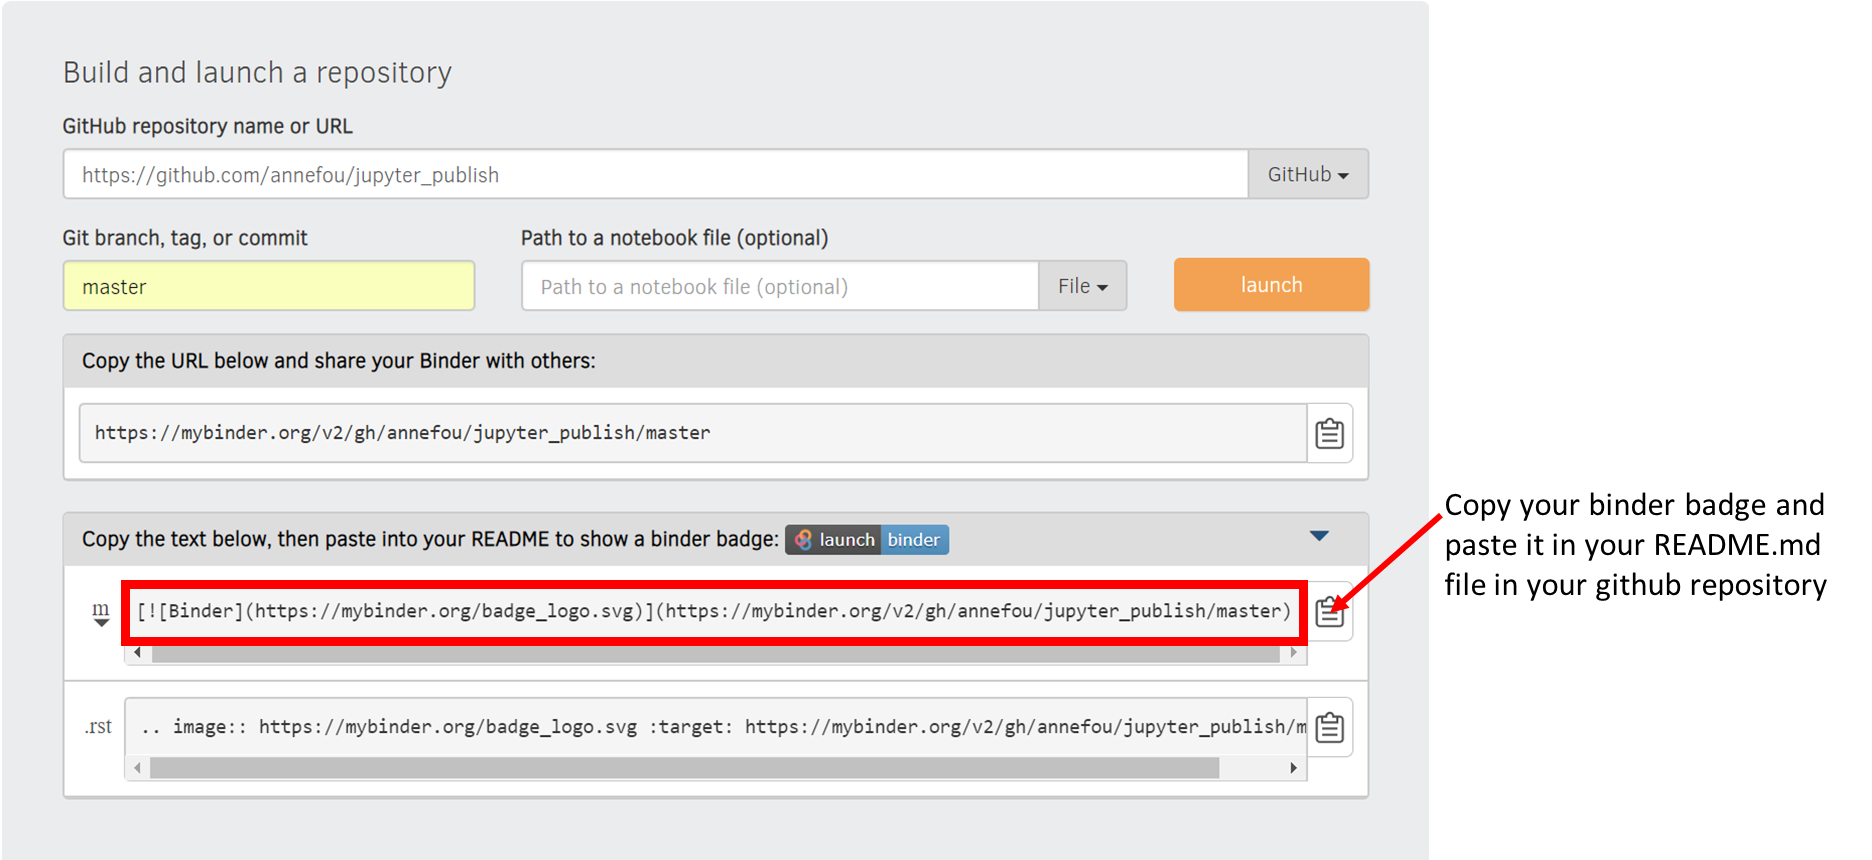 Build and launch a repository
GitHub repository name or URL
https://github.com/annefou/jupyter_publish
GitHub
Git branch, tag, or commit
Path to a notebook file (optional)
master
Path to a notebook file (optional)
File
launch
Copy the URL below and share your Binder with others:
https://mybinder.org/v2/gh/annefou/jupyter_publish/master
Copy the text below, then paste into your README to show a binder badge:
launch binder
m
[![Binder](https://mybinder.org/badge_logo.svg)](https://mybinder.org/v2/gh/annefou/jupyter_publish/master)
.rst
.. image:: https://mybinder.org/badge_logo.svg :target: https://mybinder.org/v2/gh/annefou/jupyter_publish/m
Copy your binder badge and
paste it in your README.md
file in your github repository